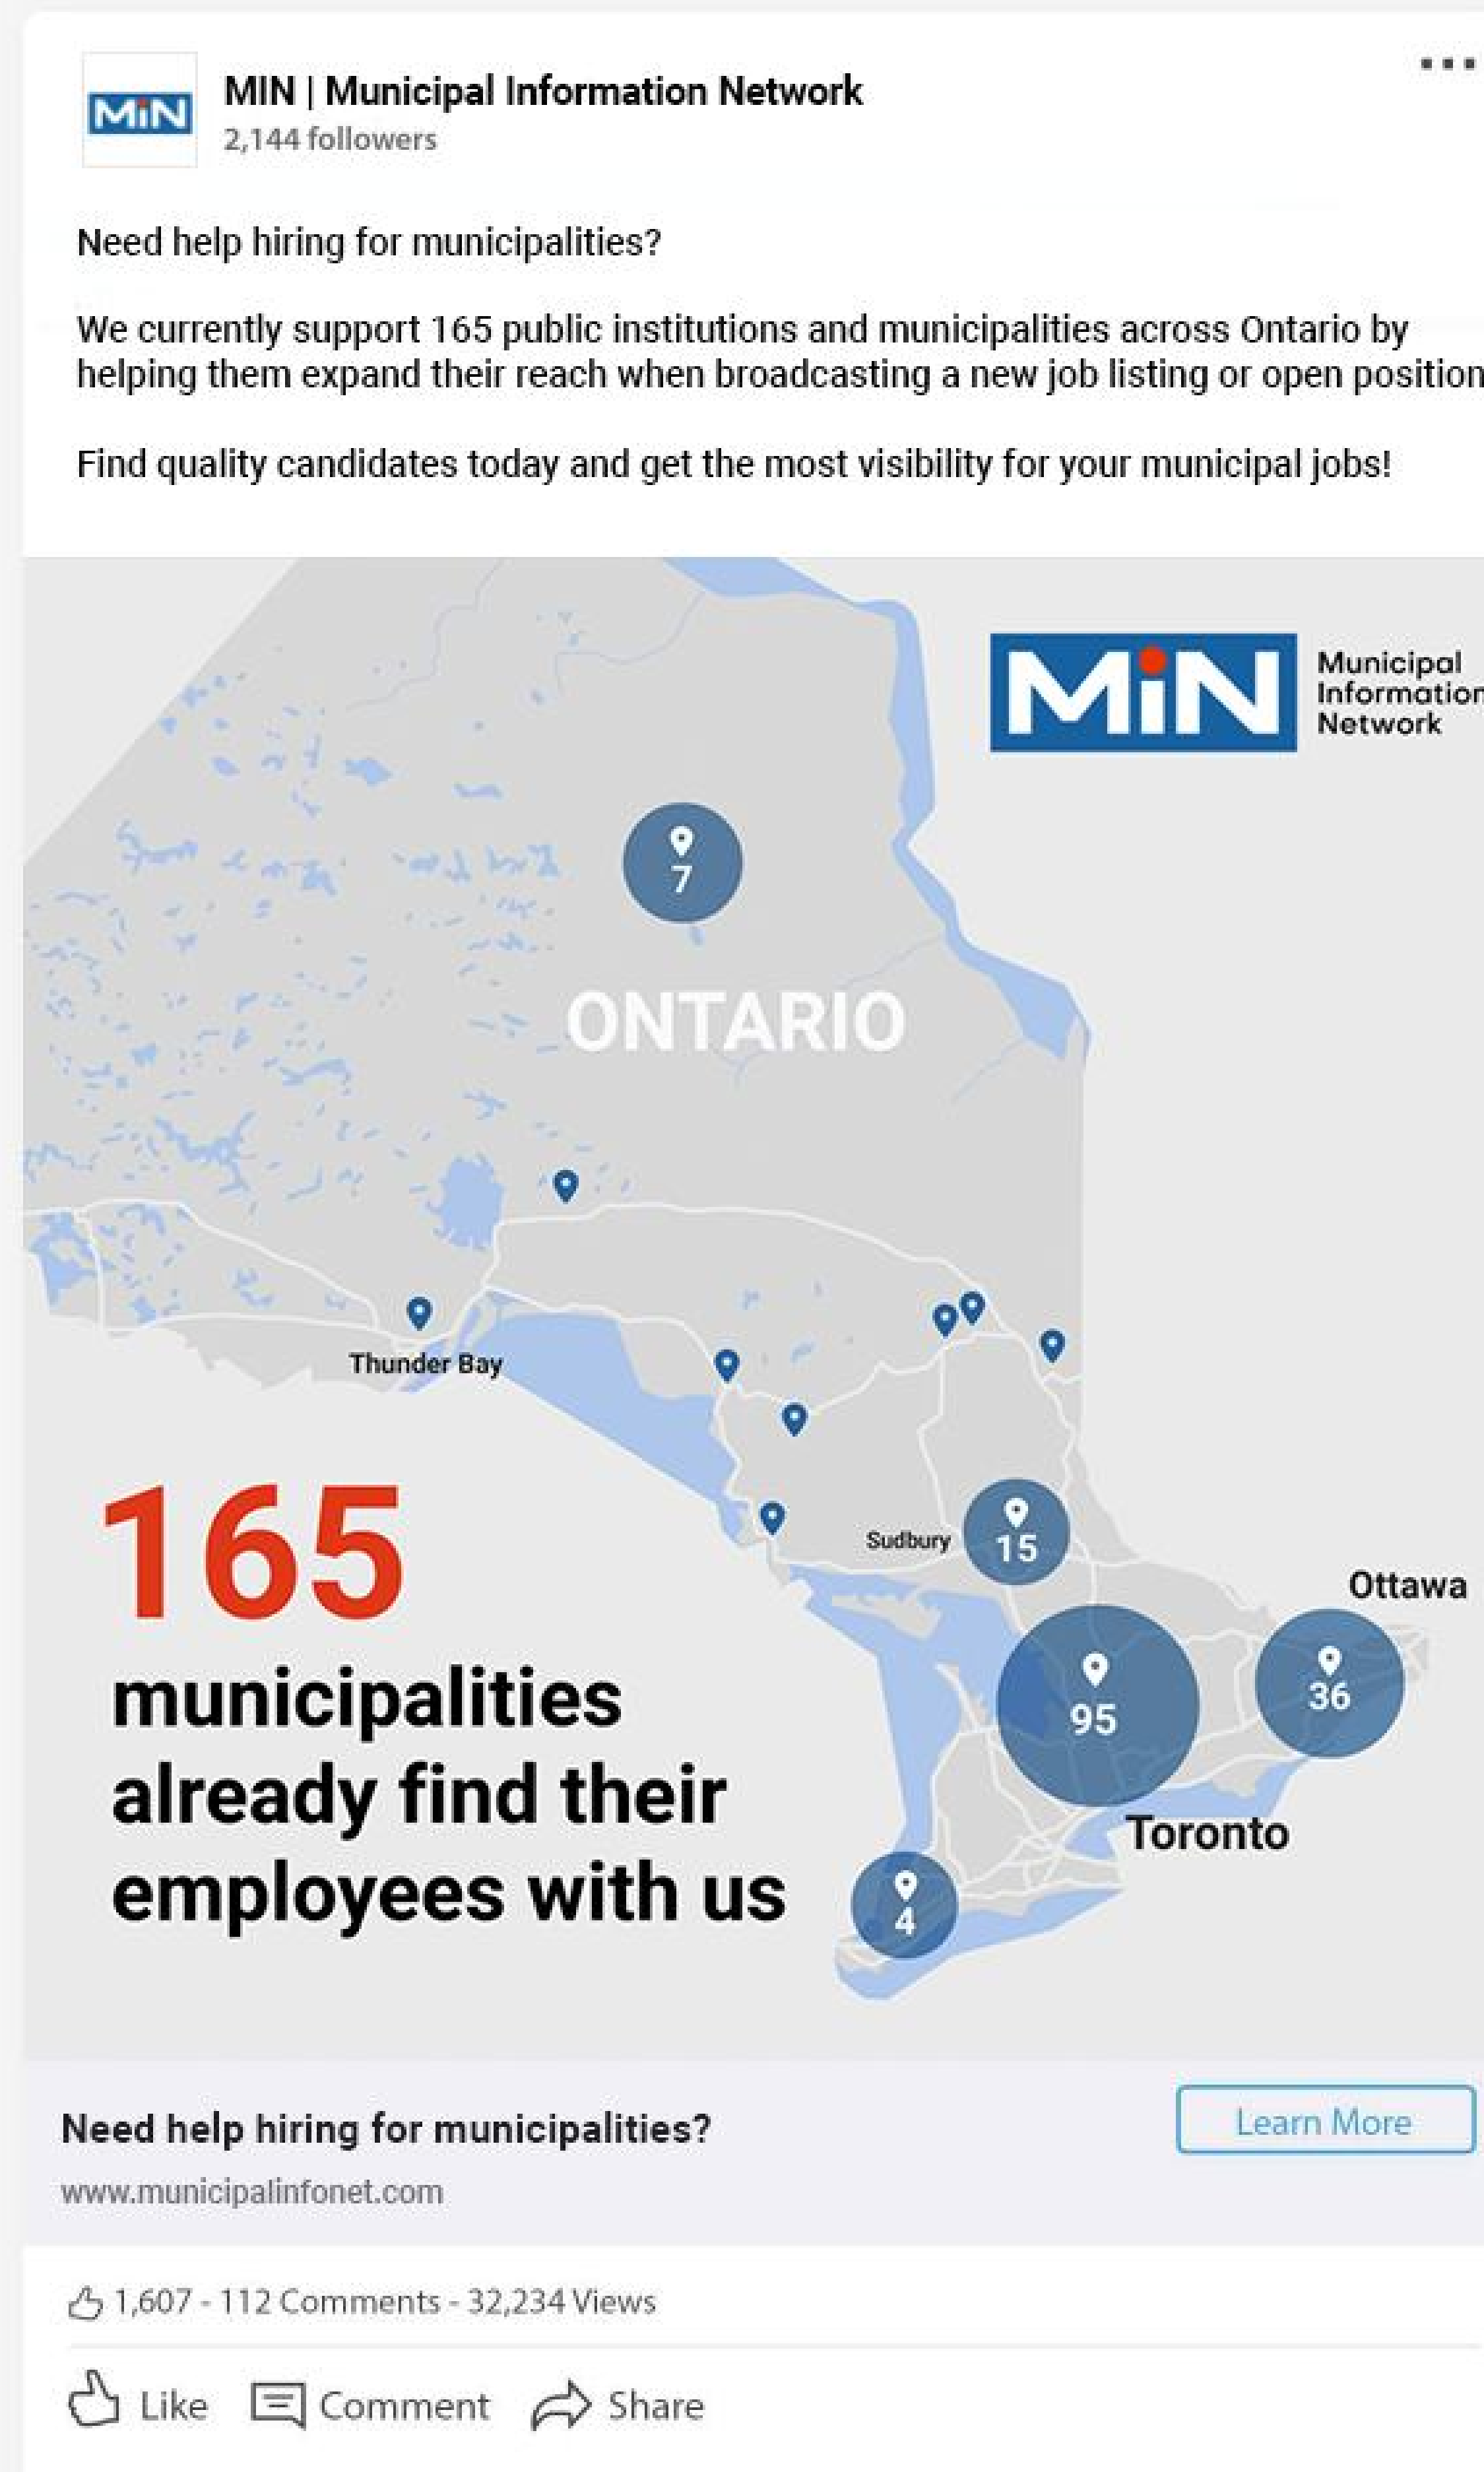 MiN
MIN | Municipal Information Network
2,144 followers
Need help hiring for municipalities?
We currently support 165 public institutions and municipalities across Ontario by
helping them expand their reach when broadcasting a new job listing or open position
Find quality candidates today and get the most visibility for your municipal jobs!
MiN
Municipal
Information
Network
7
ONTARIO
Thunder Bay
165
municipalities
already find their
employees with us
Sudbury
15
Ottawa
95
36
Toronto
4
Need help hiring for municipalities?
Learn More
www.municipalinfonet.com
1,607 - 112 Comments - 32,234 Views
Like Comment Share